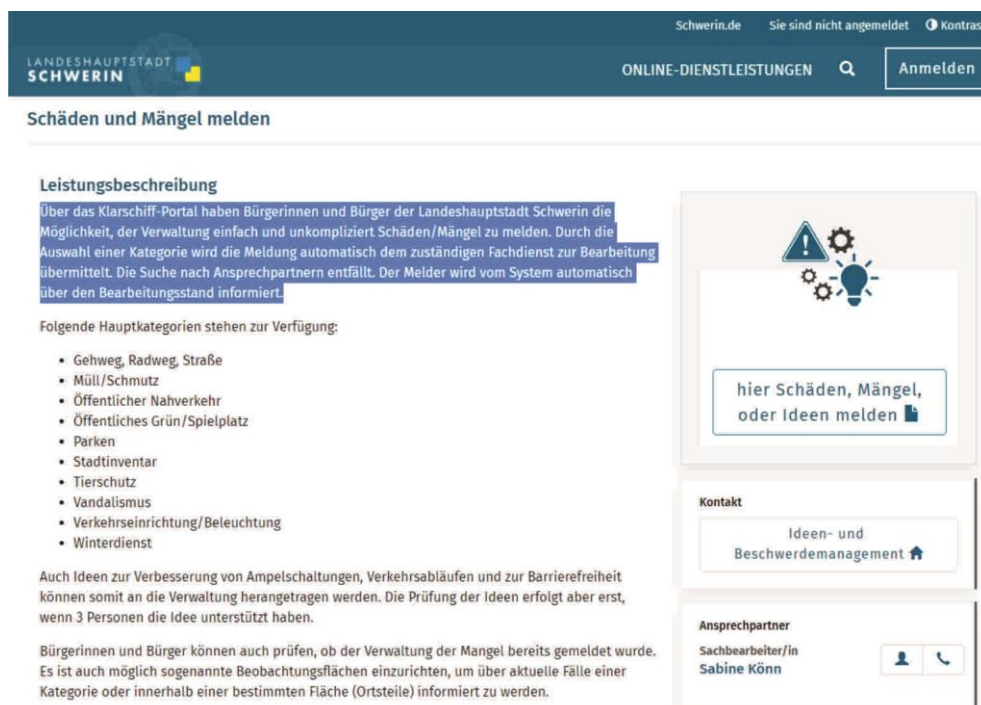 Schwerin.de Sie sind nicht angemeldet Kontras
LANDESHAUPTSTADT
SCHWERIN
ONLINE-DIENSTLEISTUNGEN Anmelden
Schäden und Mängel melden
Leistungsbeschreibung
Über das Klarschiff-Portal haben Bürgerinnen und Bürger der Landeshauptstadt Schwerin die
Möglichkeit, der Verwaltung einfach und unkompliziert Schäden/Mängel zu melden. Durch die
Auswahl einer Kategorie wird die Meldung automatisch dem zuständigen Fachdienst zur Bearbeitung
übermittelt. Die Suche nach Ansprechpartnern entfällt. Der Melder wird vom System automatisch
über den Bearbeitungsstand informiert.
Folgende Hauptkategorien stehen zur Verfügung:
• Gehweg, Radweg, Straße
• Müll/Schmutz
• Öffentlicher Nahverkehr
• Öffentliches Grün/Spielplatz
• Parken
• Stadtinventar
• Tierschutz
• Vandalismus
• Verkehrseinrichtung/Beleuchtung
• Winterdienst
Auch Ideen zur Verbesserung von Ampelschaltungen, Verkehrsabläufen und zur Barrierefreiheit
können somit an die Verwaltung herangetragen werden. Die Prüfung der Ideen erfolgt aber erst,
wenn 3 Personen die Idee unterstützt haben.
Bürgerinnen und Bürger können auch prüfen, ob der Verwaltung der Mangel bereits gemeldet wurde.
Es ist auch möglich sogenannte Beobachtungsflächen einzurichten, um über aktuelle Fälle einer
Kategorie oder innerhalb einer bestimmten Fläche (Ortsteile) informiert zu werden.
hier Schäden, Mängel,
oder Ideen melden
Kontakt
Ideen- und
Beschwerdemanagement
Ansprechpartner
Sachbearbeiter/in
Sabine Könn